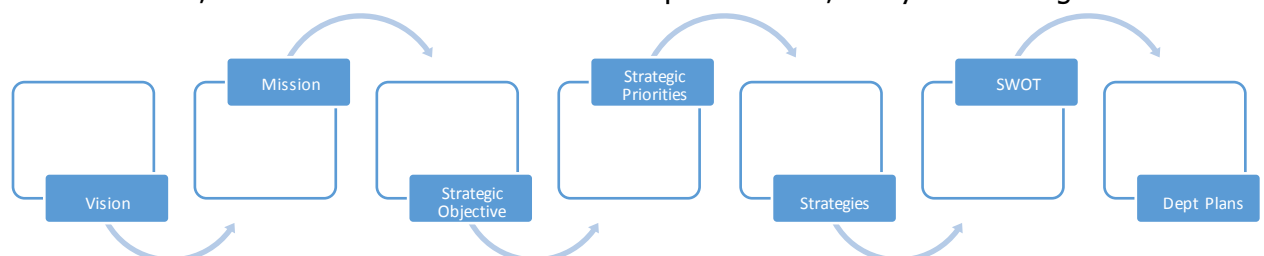 Vision
Mission
Strategic
Objective
Strategic
Priorities
Strategies
SWOT
Dept Plans